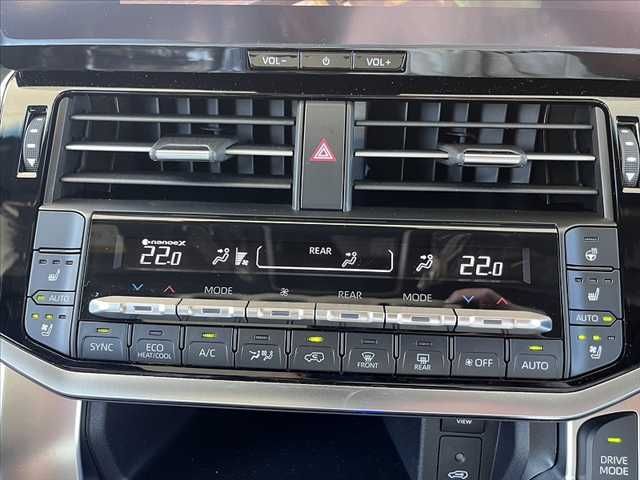 VOL− VOL+
nanoeX
22.0 REAR 22.0
MODE REAR MODE
AUTO AUTO
SYNC ECO HEAT/COOL A/C FRONT REAR OFF AUTO
VIEW
DRIVE
MODE